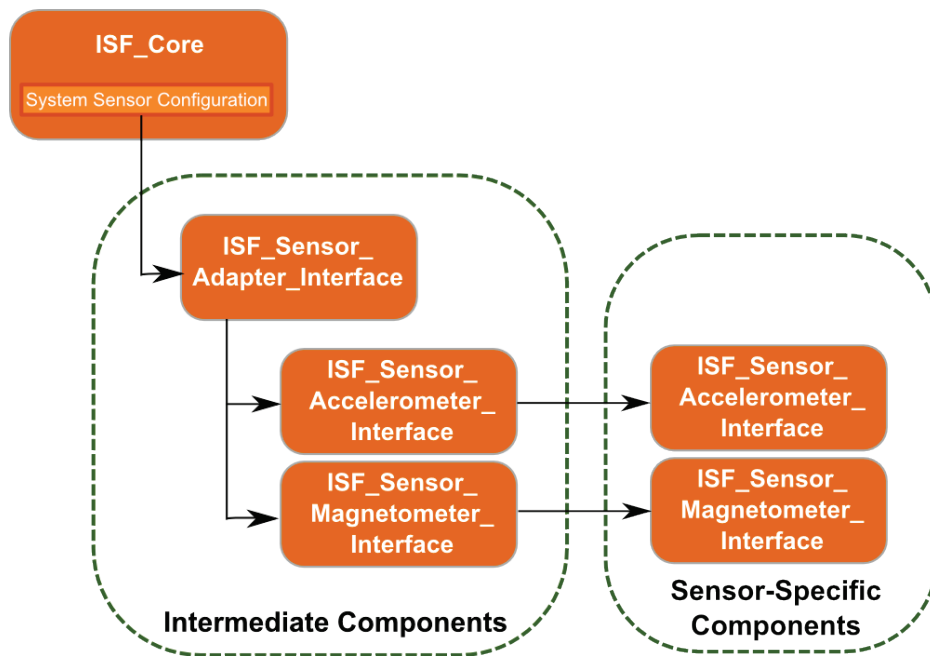 ISF_Core
System Sensor Configuration
ISF_Sensor_
Adapter_Interface
ISF_Sensor_
Accelerometer_
Interface
ISF_Sensor_
Magnetometer_
Interface
Intermediate Components
ISF_Sensor_
Accelerometer_
Interface
ISF_Sensor_
Magnetometer_
Interface
Sensor-Specific
Components